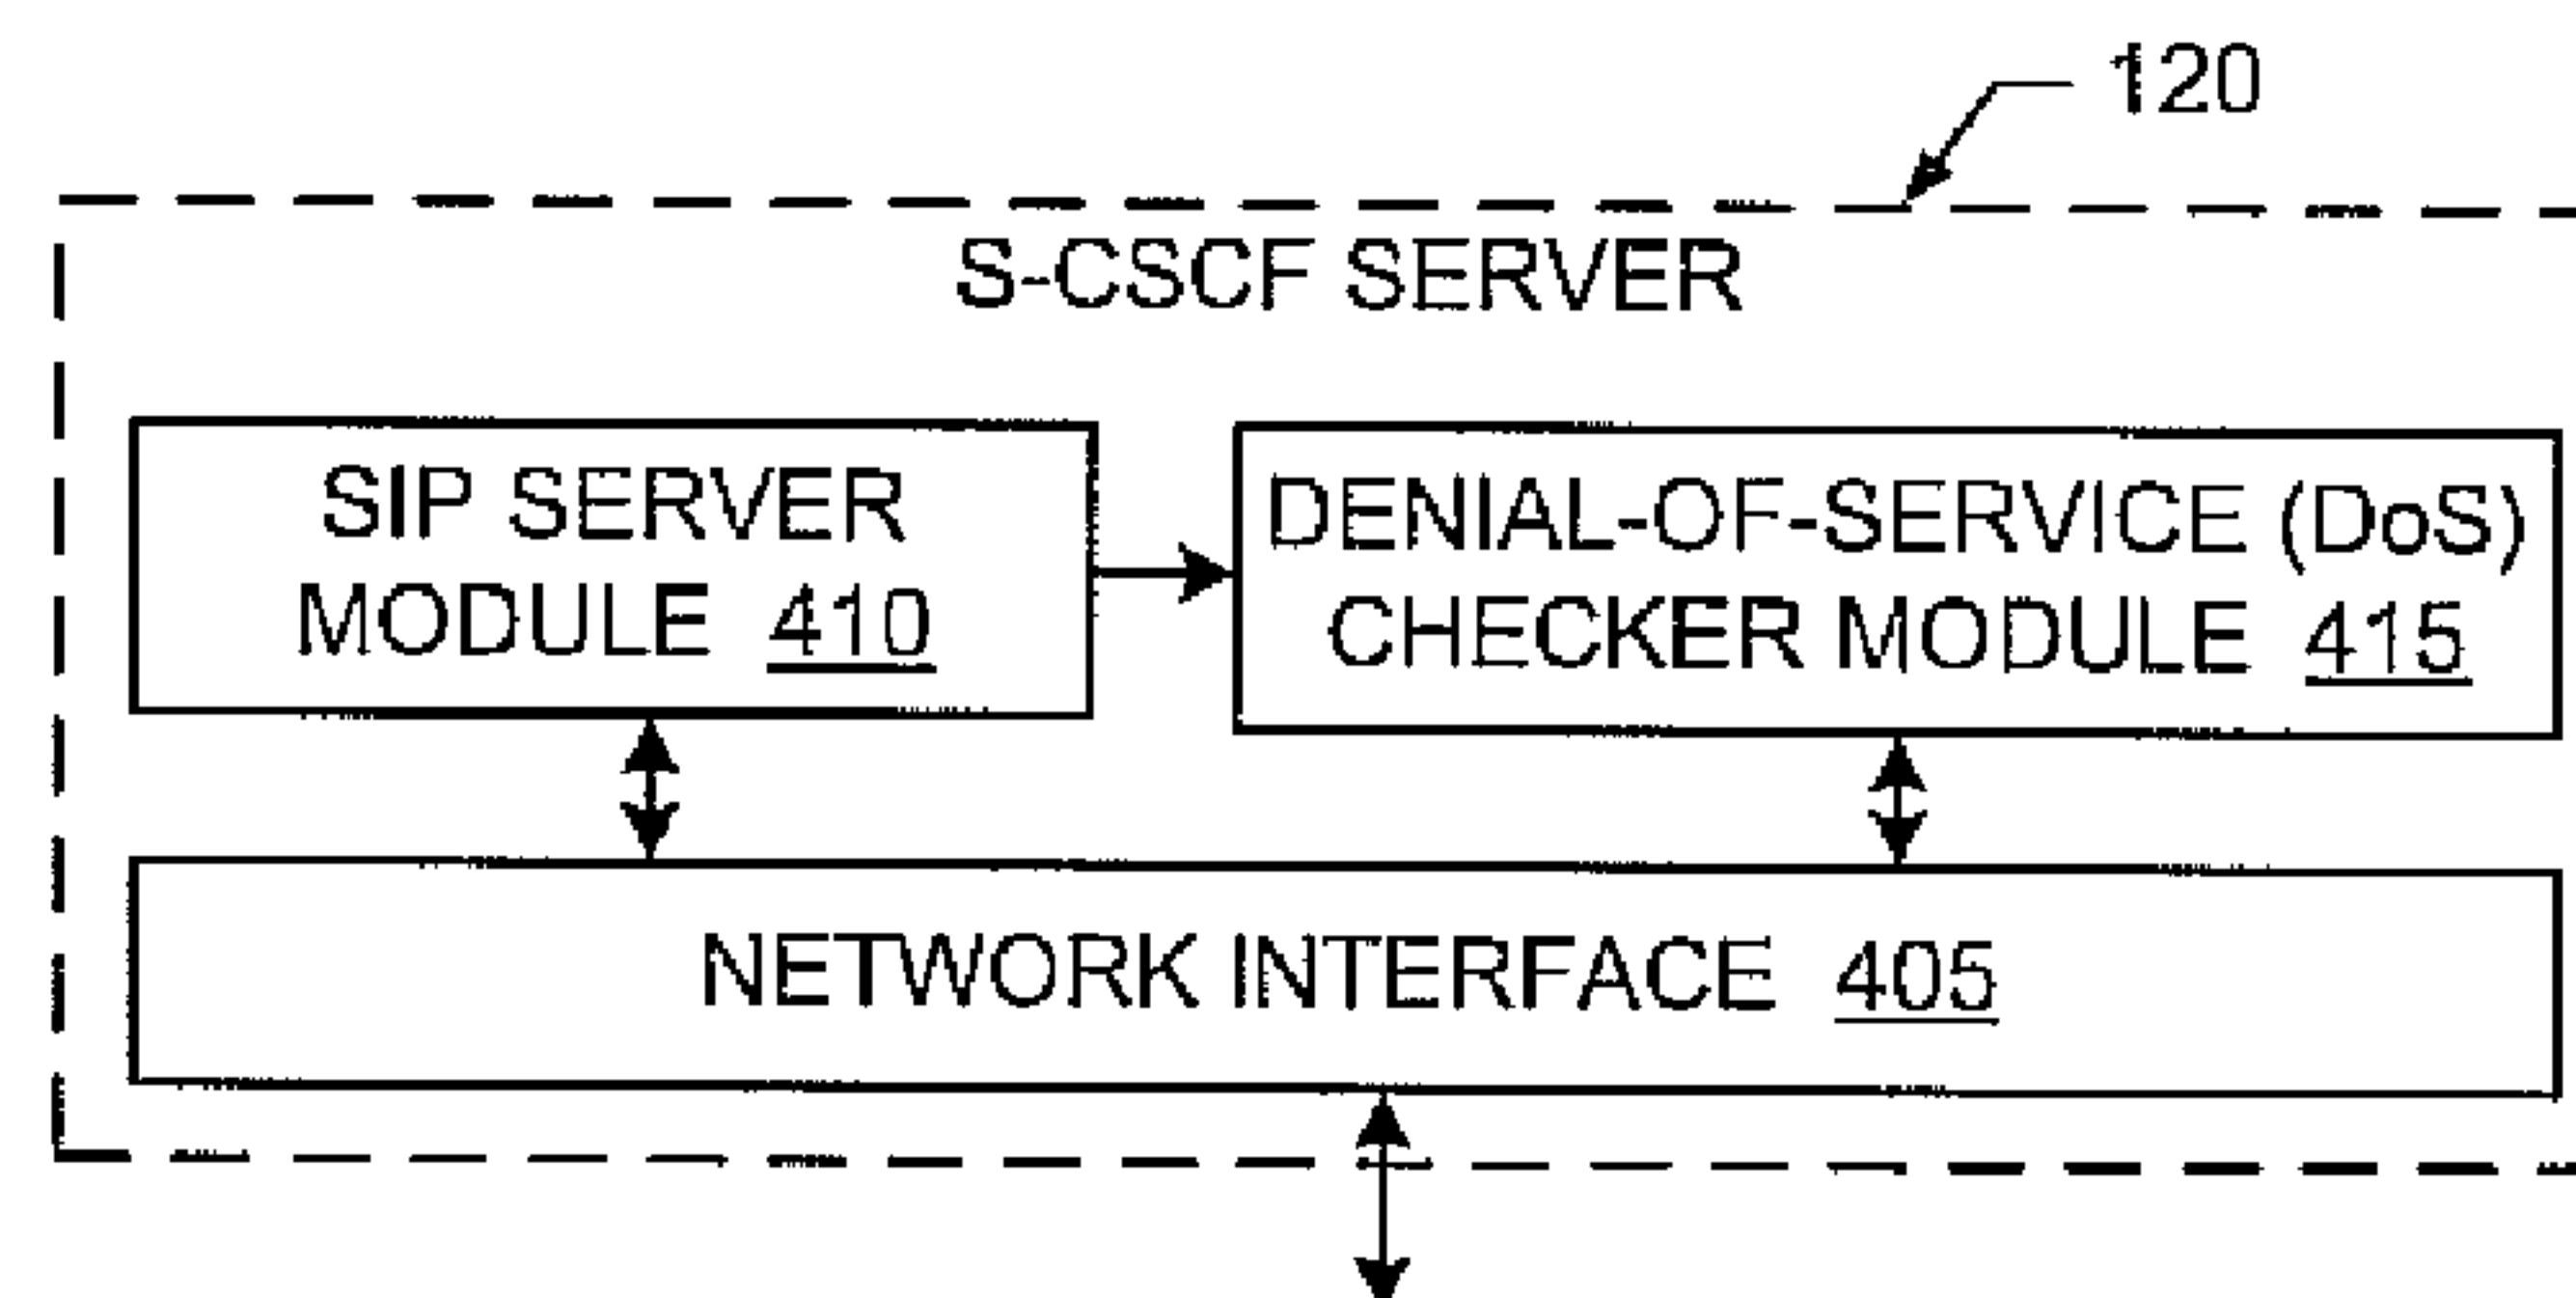 120
S-CSCF SERVER
SIP SERVER
MODULE 410
DENIAL-OF-SERVICE (DoS)
CHECKER MODULE 415
NETWORK INTERFACE 405